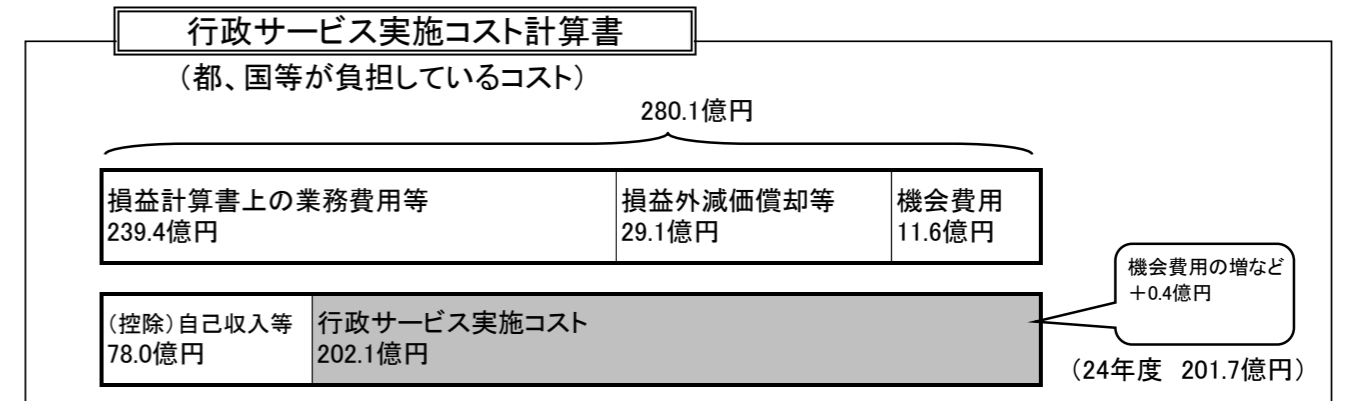 行政サービス実施コスト計算書
（都、国等が負担しているコスト）
280.1億円
損益計算書上の業務費用等
239.4億円
損益外減価償却等
29.1億円
機会費用
11.6億円
機会費用の増など
＋0.4億円
（控除）自己収入等
78.0億円
行政サービス実施コスト
202.1億円
（24年度　201.7億円）